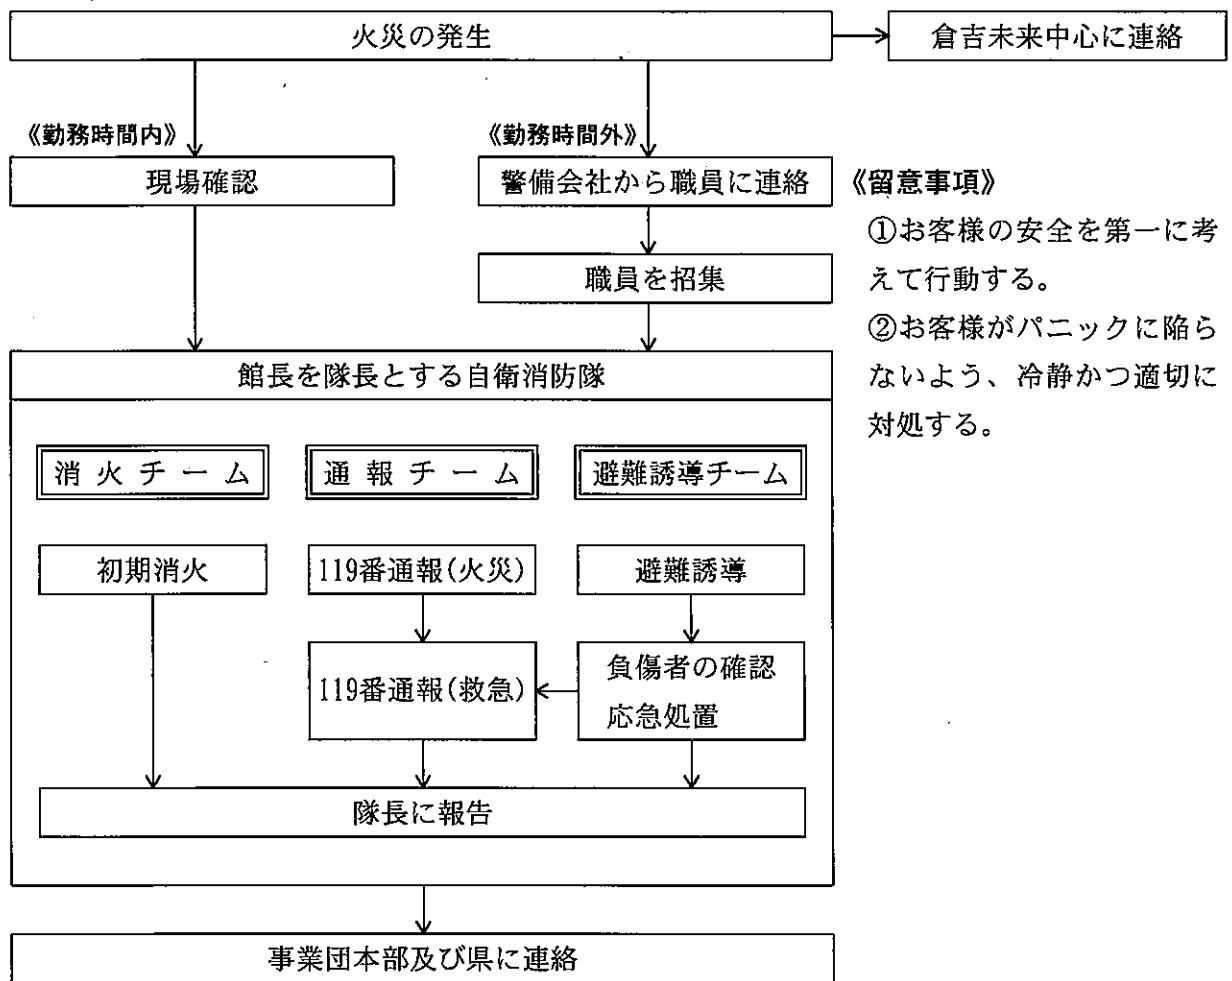 火災の発生
倉吉未来中心に連絡
《勤務時間内》
《勤務時間外》
現場確認
警備会社から職員に連絡
職員を招集
《留意事項》
①お客様の安全を第一に考
えて行動する。
②お客様がパニックに陥ら
ないよう、冷静かつ適切に
対処する。
館長を隊長とする自衛消防隊
消火チーム
通報チーム
避難誘導チーム
初期消火
119番通報(火災)
避難誘導
119番通報(救急)
負傷者の確認
応急処置
隊長に報告
事業団本部及び県に連絡